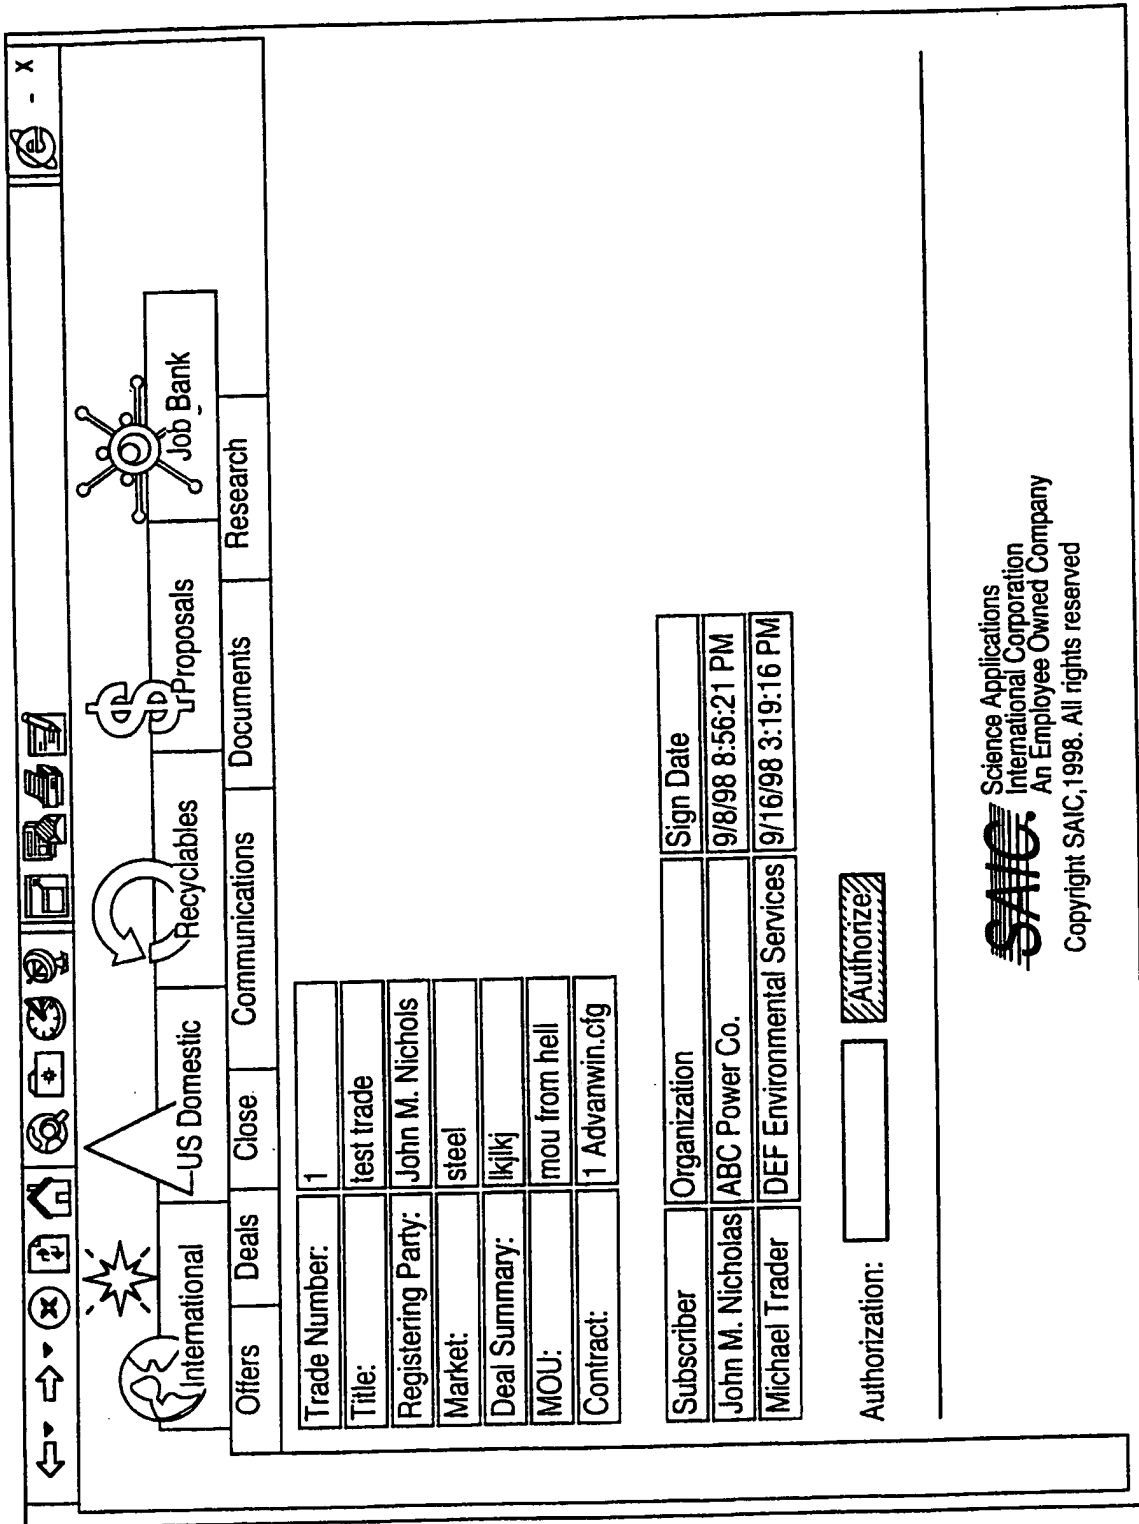 - x
International US Domestic Recyclables Proposals Job Bank
Offers Deals Close Communications Documents Research
Trade Number: 1
Title: test trade
Registering Party: John M. Nichols
Market: steel
Deal Summary: lkjlkj
MOU: mou from hell
Contract: 1 Advanwin.cfg
Subscriber Organization Sign Date
John M. Nicholas ABC Power Co. 9/8/98 8:56:21 PM
Michael Trader DEF Environmental Services 9/16/98 3:19:16 PM
Authorization: Authorize
SAIC. Science Applications
International Corporation
An Employee Owned Company
Copyright SAIC,1998. All rights reserved